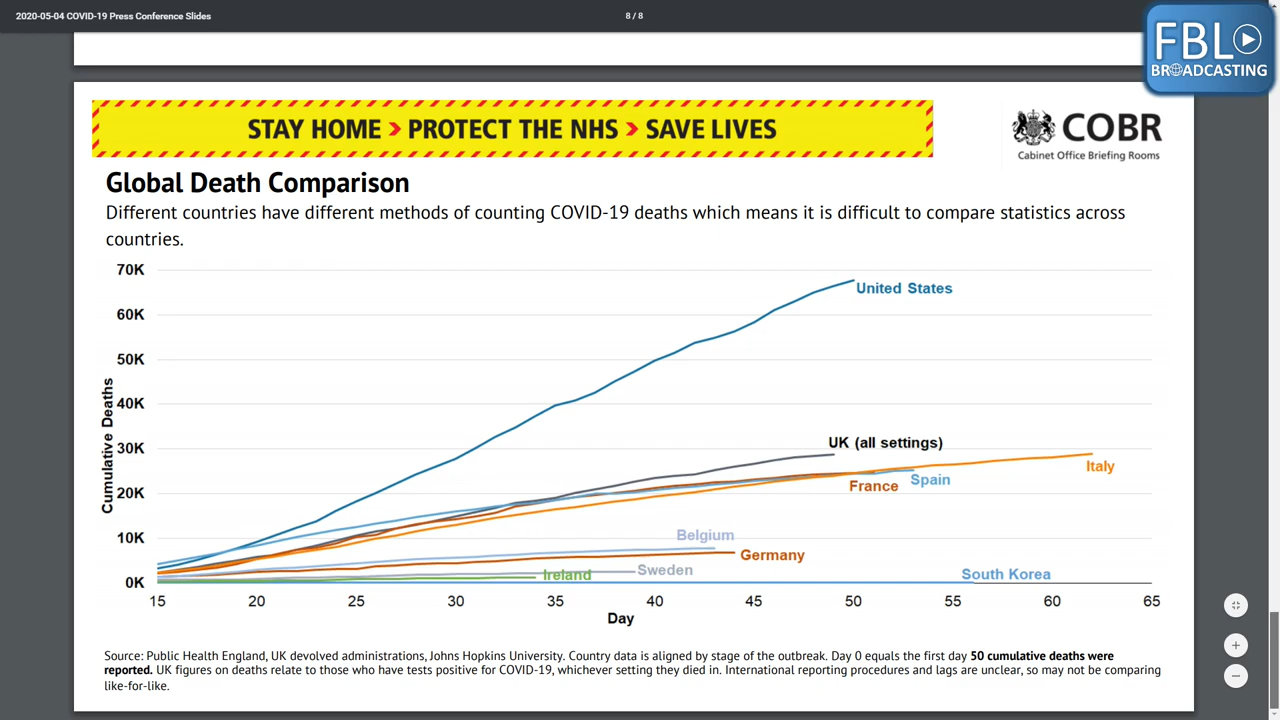 2020-05-04 COVID-19 Press Conference Slides
8 / 8
FBL
BROADCASTING
STAY HOME > PROTECT THE NHS > SAVE LIVES
COBR
Cabinet Office Briefing Rooms
Global Death Comparison
Different countries have different methods of counting COVID-19 deaths which means it is difficult to compare statistics across
countries.
70K
60K
50K
40K
30K
20K
10K
0K
Cumulative Deaths
United States
UK (all settings)
Italy
Spain
France
Belgium
Germany
Sweden
Ireland
South Korea
15 20 25 30 35 40 45 50 55 60 65
Day
Source: Public Health England, UK devolved administrations, Johns Hopkins University. Country data is aligned by stage of the outbreak. Day 0 equals the first day 50 cumulative deaths were
reported. UK figures on deaths relate to those who have tests positive for COVID-19, whichever setting they died in. International reporting procedures and lags are unclear, so may not be comparing
like-for-like.